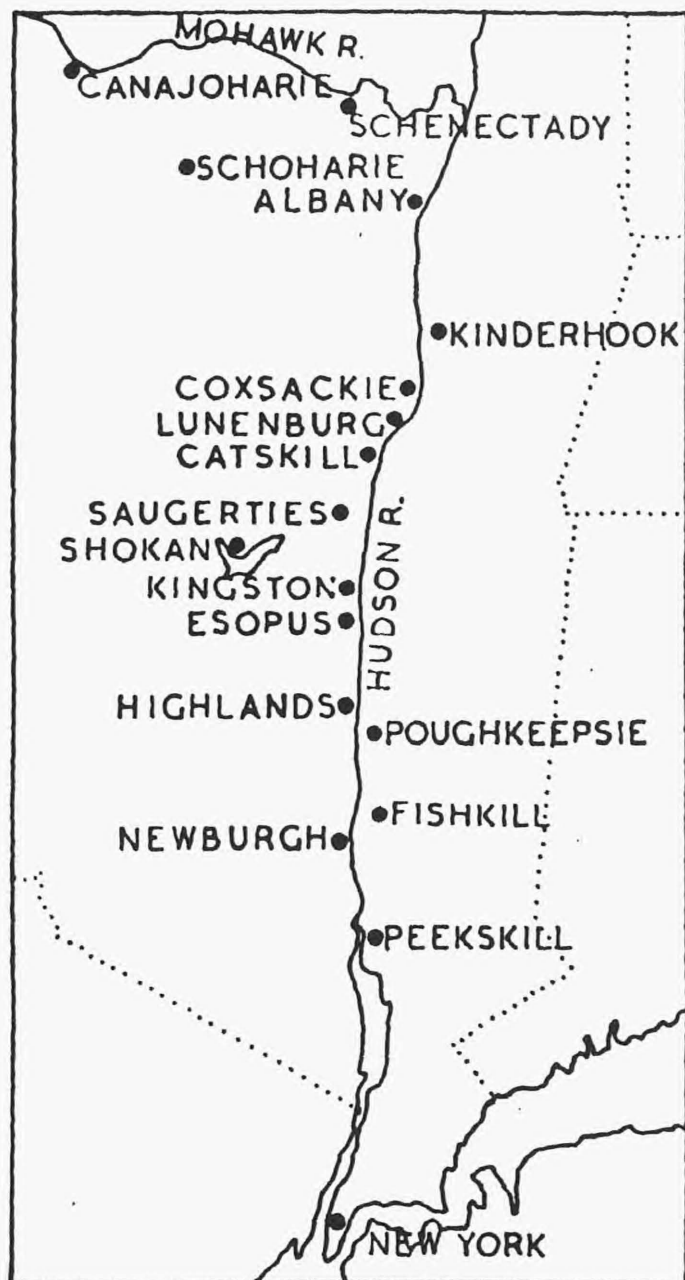 MOHAWK R.
CANAJOHARIE
SCHENECTADY
SCHOHARIE
ALBANY
KINDERHOOK
COXSACKIE
LUNENBURG
CATSKILL
SAUGERTIES
SHOKAN
KINGSTON
ESOPUS
HUDSON R.
HIGHLANDS
POUGHKEEPSIE
FISHKILL
NEWBURGH
PEEKSKILL
NEW YORK